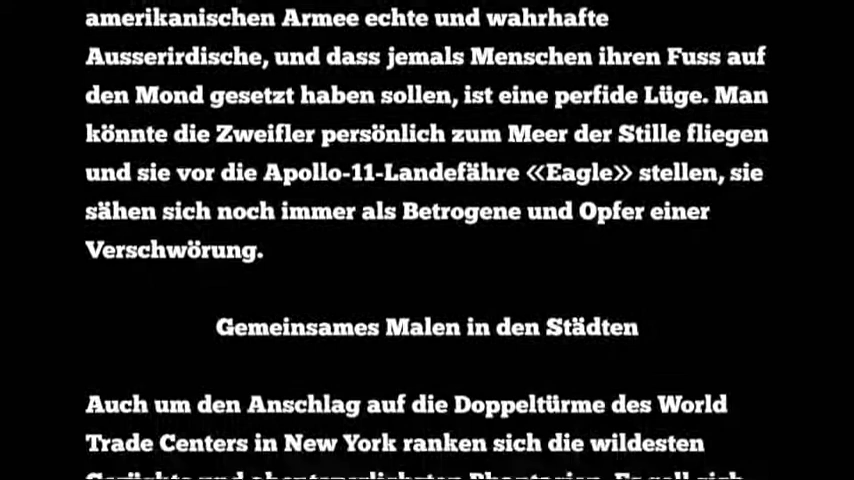 amerikanischen Armee echte und wahrhafte
Ausserirdische, und dass jemals Menschen ihren Fuss auf
den Mond gesetzt haben sollen, ist eine perfide Lüge. Man
könnte die Zweifler persönlich zum Meer der Stille fliegen
und sie vor die Apollo-11-Landefähre «Eagle» stellen, sie
sähen sich noch immer als Betrogene und Opfer einer
Verschwörung.
Gemeinsames Malen in den Städten
Auch um den Anschlag auf die Doppeltürme des World
Trade Centers in New York ranken sich die wildesten